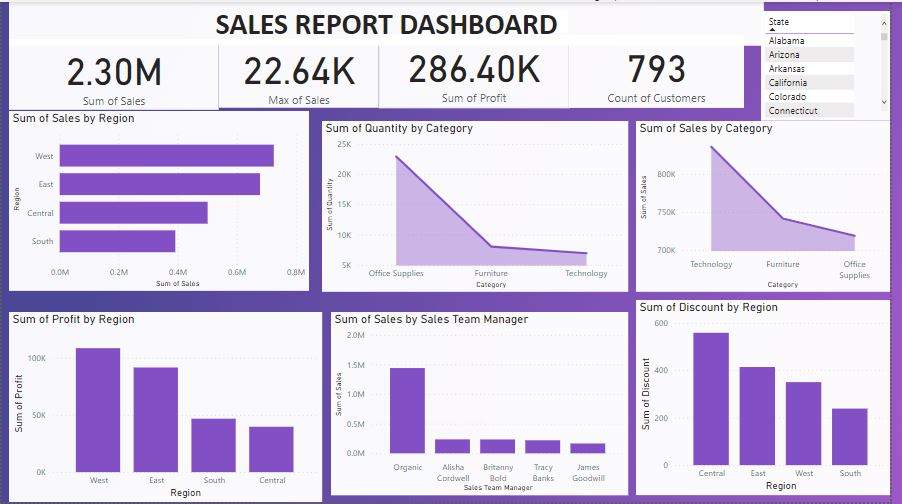 SALES REPORT DASHBOARD
2.30M
Sum of Sales
22.64K
Max of Sales
286.40K
Sum of Profit
793
Count of Customers
State
Alabama
Arizona
Arkansas
California
Colorado
Connecticut
Sum of Sales by Region
Region
West
East
Central
South
0.0M 0.2M 0.4M 0.6M 0.8M
Sum of Sales
Sum of Quantity by Category
Sum of Quantity
25K
20K
15K
10K
5K
Office Supplies Furniture Technology
Category
Sum of Sales by Category
Sum of Sales
800K
750K
700K
Technology Furniture Office
Supplies
Category
Sum of Profit by Region
Sum of Profit
100K
50K
0K
West East South Central
Region
Sum of Sales by Sales Team Manager
Sum of Sales
2.0M
1.5M
1.0M
0.5M
0.0M
Organic Alisha Britanny Tracy James
Cordwell Bold Banks Goodwill
Sales Team Manager
Sum of Discount by Region
Sum of Discount
600
400
200
0
Central East West South
Region